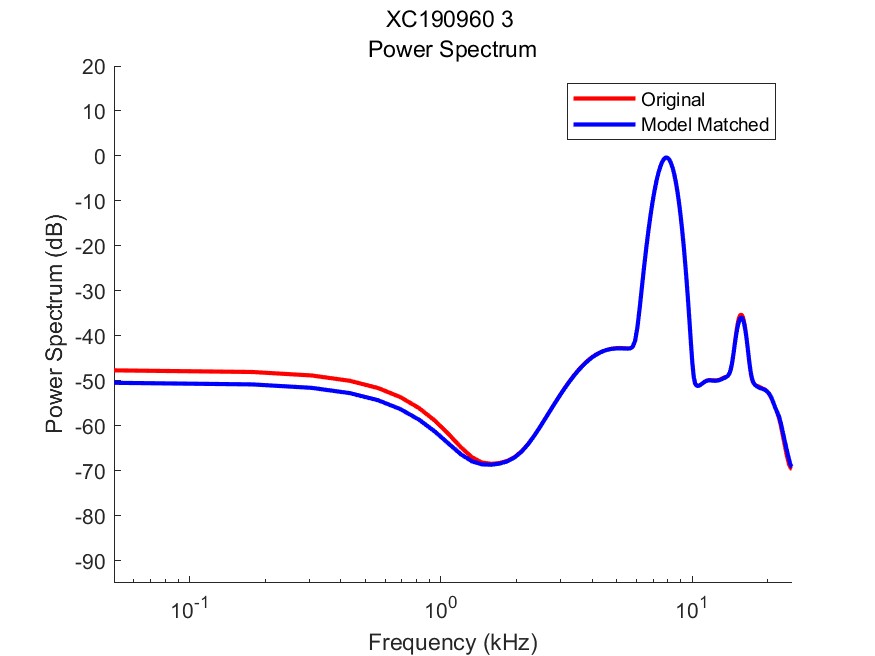 XC190960 3
Power Spectrum
Original
Model Matched
20
10
0
-10
-20
-30
-40
-50
-60
-70
-80
-90
Power Spectrum (dB)
10-1
100
101
Frequency (kHz)